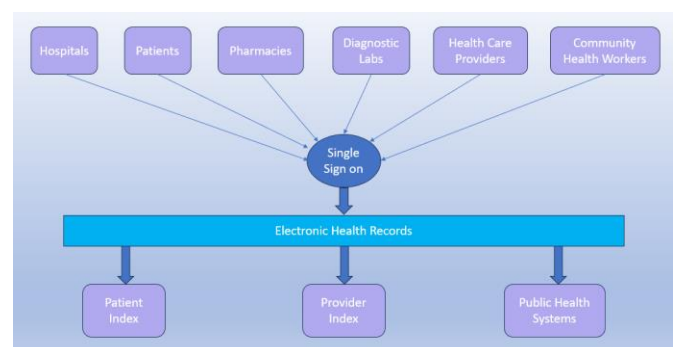 Hospitals
Patients
Pharmacies
Diagnostic
Labs
Health Care
Providers
Community
Health Workers
Single
Sign on
Electronic Health Records
Patient
Index
Provider
Index
Public Health
Systems